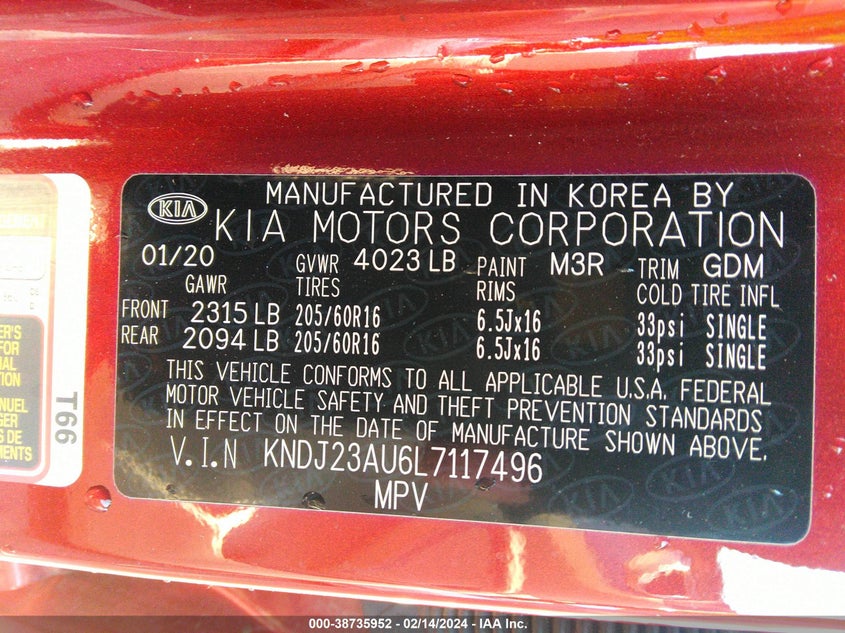 MANUFACTURED IN KOREA BY
KIA KIA MOTORS CORPORATION
01/20 GVWR 4023 LB PAINT M3R TRIM GDM
GAWR TIRES RIMS COLD TIRE INFL
FRONT 2315 LB 205/60R16 6.5Jx16 33psi SINGLE
REAR 2094 LB 205/60R16 6.5Jx16 33psi SINGLE
THIS VEHICLE CONFORMS TO ALL APPLICABLE U.S.A. FEDERAL
MOTOR VEHICLE SAFETY AND THEFT PREVENTION STANDARDS
IN EFFECT ON THE DATE OF MANUFACTURE SHOWN ABOVE.
V.I.N KNDJ23AU6L7117496
MPV
T66
000-38735952 - 02/14/2024 - IAA Inc.